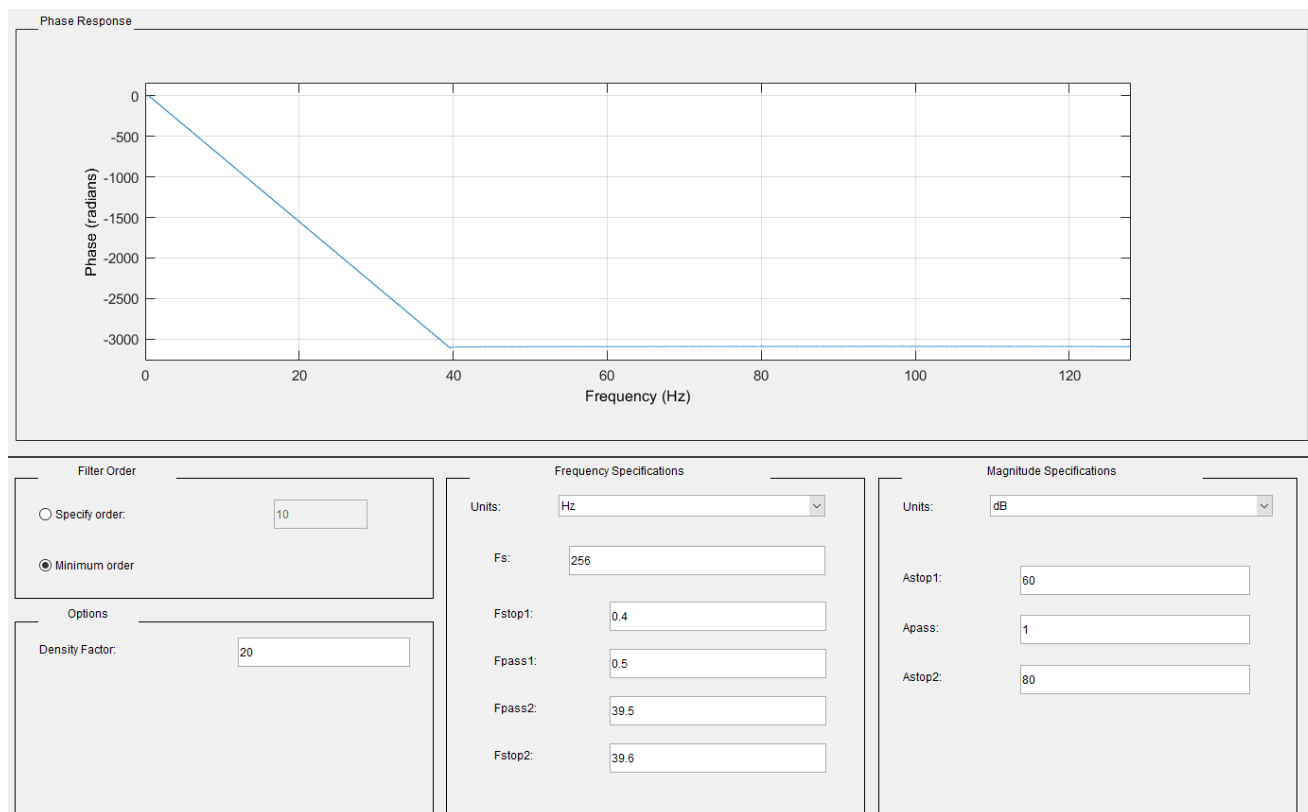 Phase Response
0
-500
-1000
-1500
-2000
-2500
-3000
Phase (radians)
0 20 40 60 80 100 120
Frequency (Hz)
Filter Order
Specify order: 10
Minimum order
Options
Density Factor: 20
Frequency Specifications
Units: Hz
Fs: 256
Fstop1: 0.4
Fpass1: 0.5
Fpass2: 39.5
Fstop2: 39.6
Magnitude Specifications
Units: dB
Astop1: 60
Apass: 1
Astop2: 80